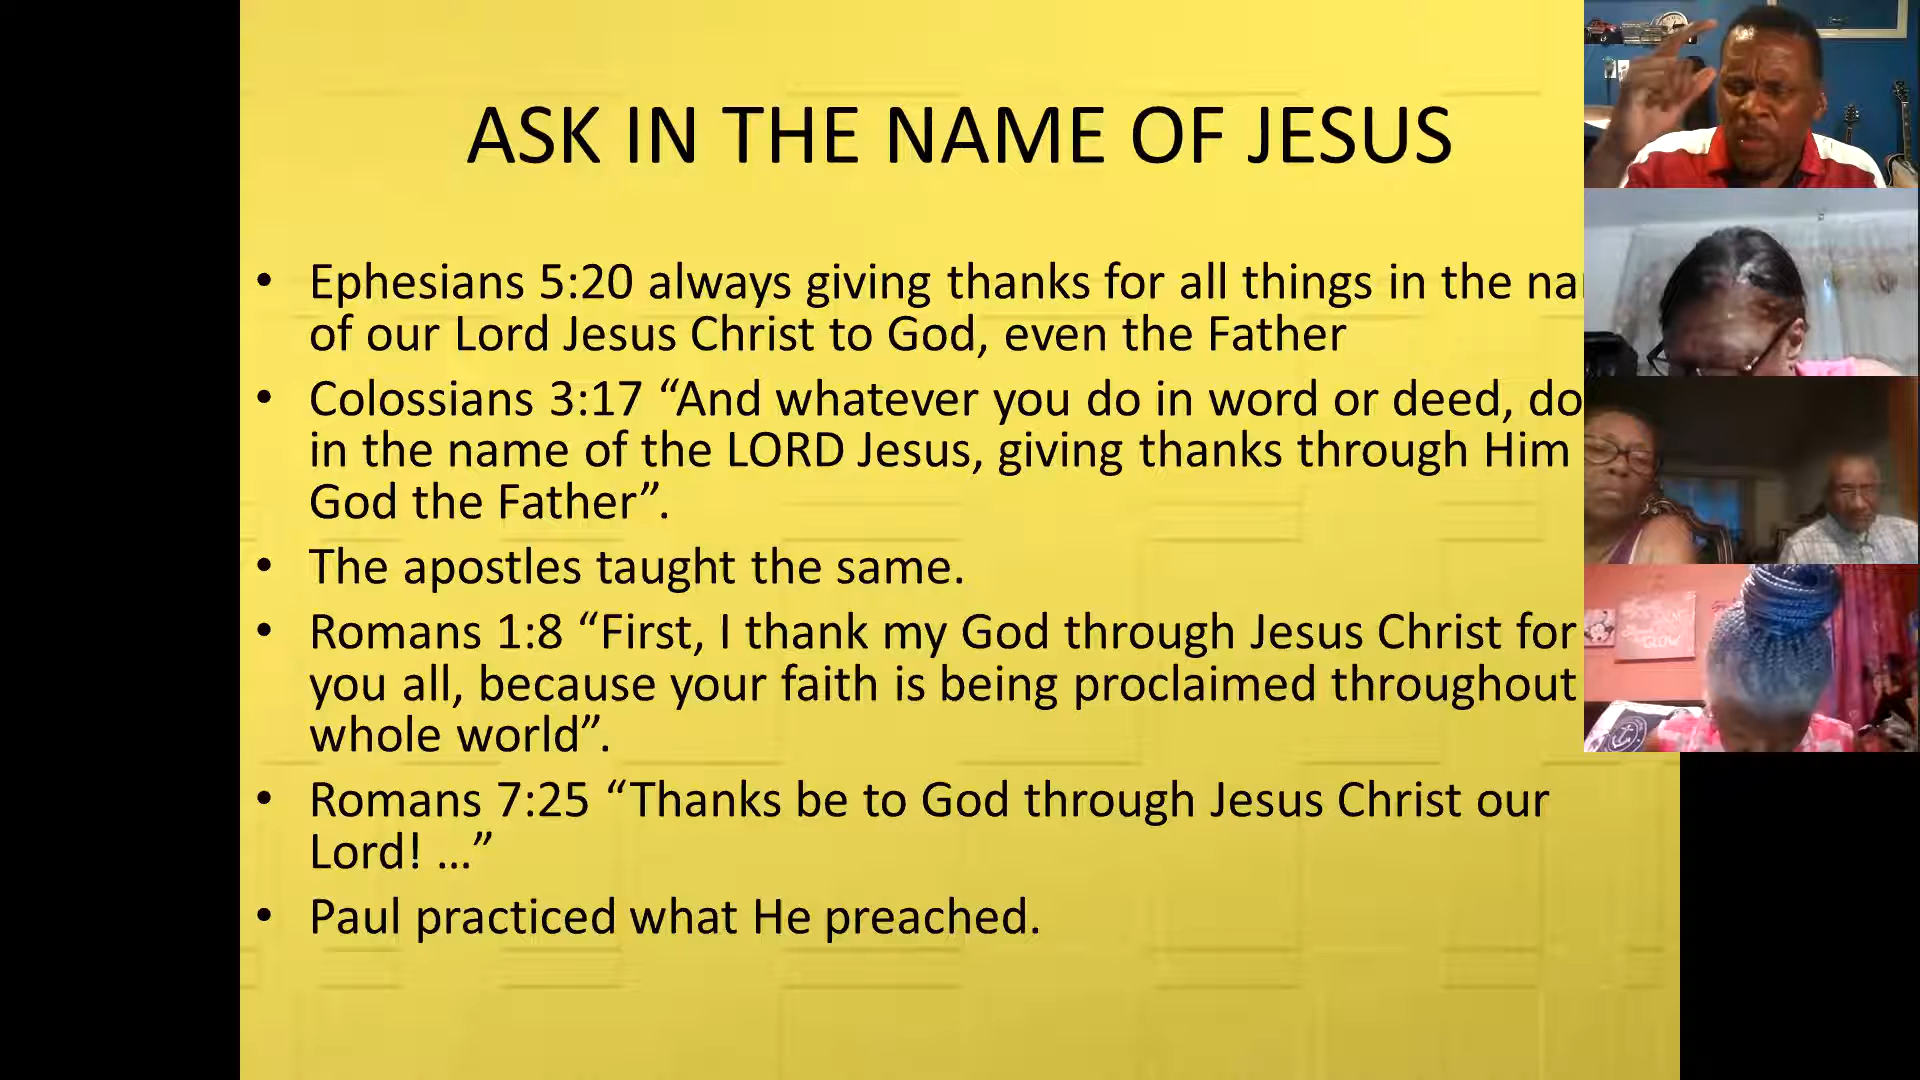 ASK IN THE NAME OF JESUS
• Ephesians 5:20 always giving thanks for all things in the
of our Lord Jesus Christ to God, even the Father
• Colossians 3:17 “And whatever you do in word or deed, do
in the name of the LORD Jesus, giving thanks through Him
God the Father”.
• The apostles taught the same.
• Romans 1:8 “First, I thank my God through Jesus Christ for
you all, because your faith is being proclaimed throughout
whole world”.
• Romans 7:25 “Thanks be to God through Jesus Christ our
Lord! ...”
• Paul practiced what He preached.
GLOW